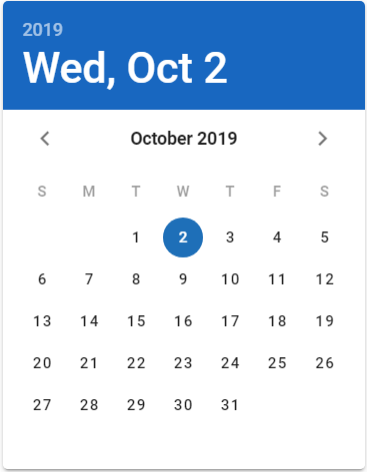 2019
Wed, Oct 2
October 2019
S M T W T F S
1 2 3 4 5
6 7 8 9 10 11 12
13 14 15 16 17 18 19
20 21 22 23 24 25 26
27 28 29 30 31